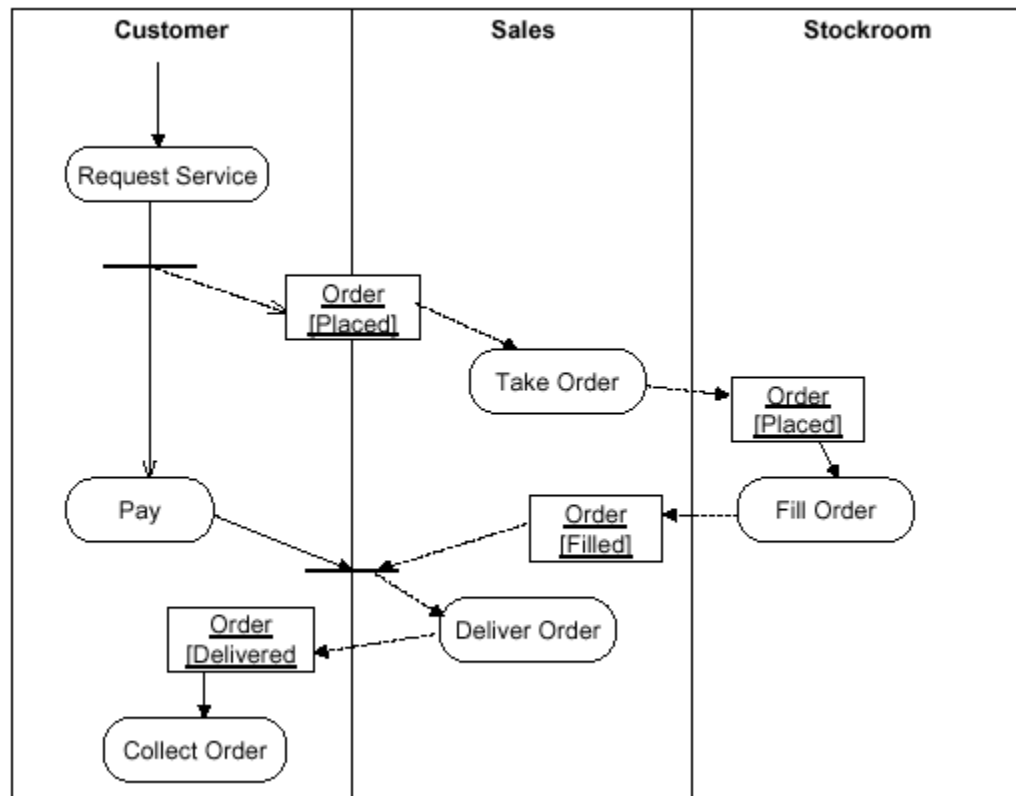 Customer
Sales
Stockroom
Request Service
Order
[Placed]
Take Order
Order
[Placed]
Pay
Order
[Filled]
Fill Order
Order
[Delivered
Deliver Order
Collect Order